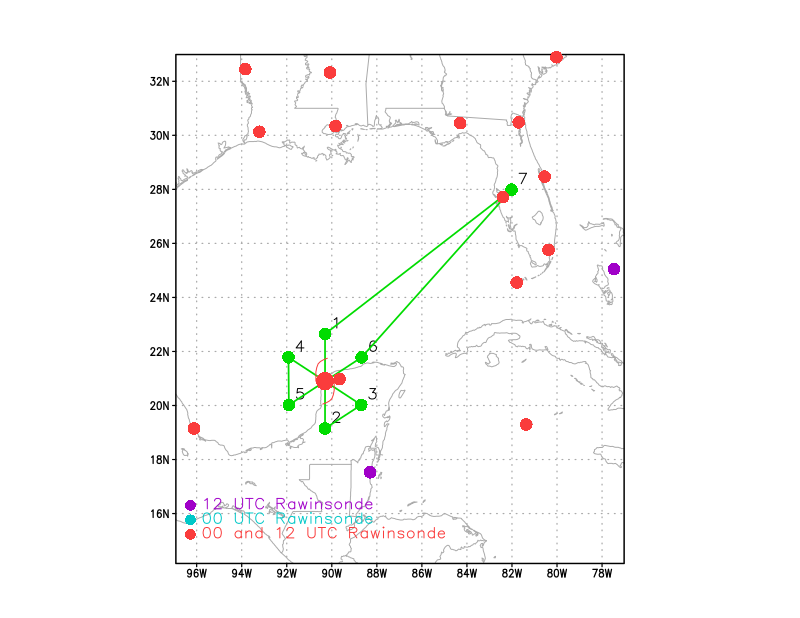 32N
30N
28N
26N
24N
22N
20N
18N
16N
7
1
4
6
5
3
2
12 UTC Rawinsonde
00 UTC Rawinsonde
00 and 12 UTC Rawinsonde
96W 94W 92W 90W 88W 86W 84W 82W 80W 78W